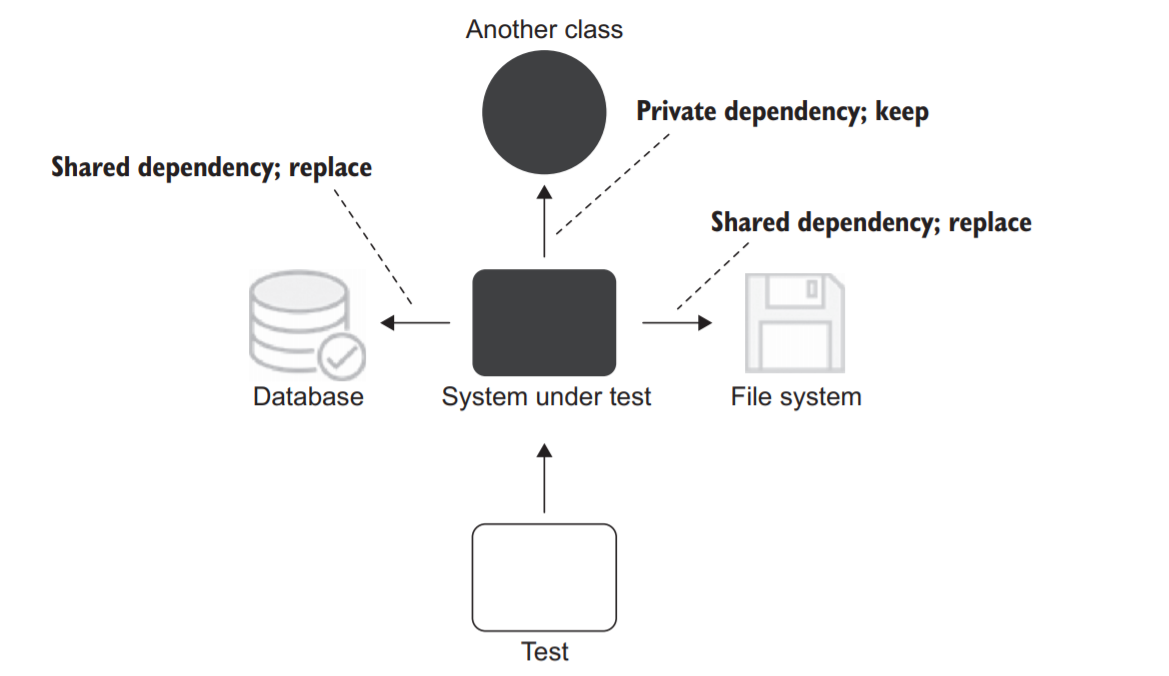 Another class
Private dependency; keep
Shared dependency; replace
Shared dependency; replace
Database
System under test
File system
Test